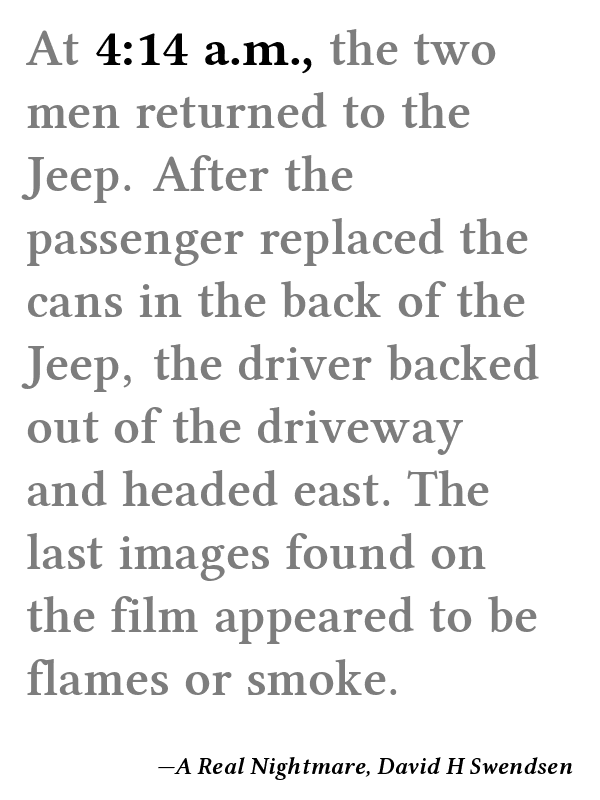 At 4:14 a.m., the two
men returned to the
Jeep. After the
passenger replaced the
cans in the back of the
Jeep, the driver backed
out of the driveway
and headed east. The
last images found on
the film appeared to be
flames or smoke.
—A Real Nightmare, David H Swendsen